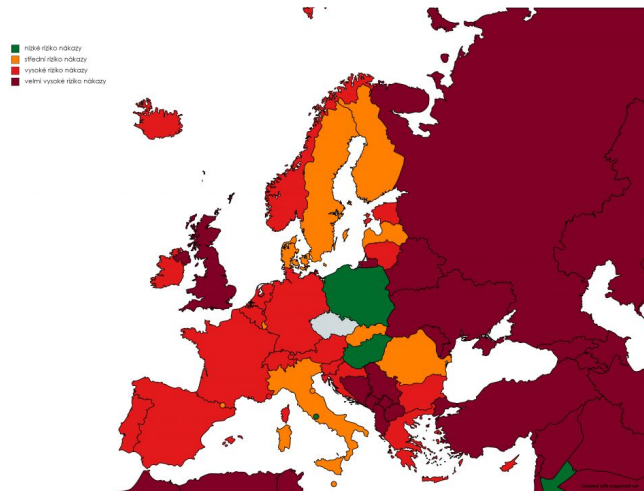 nízké riziko nákazy
střední riziko nákazy
vysoké riziko nákazy
velmi vysoké riziko nákazy